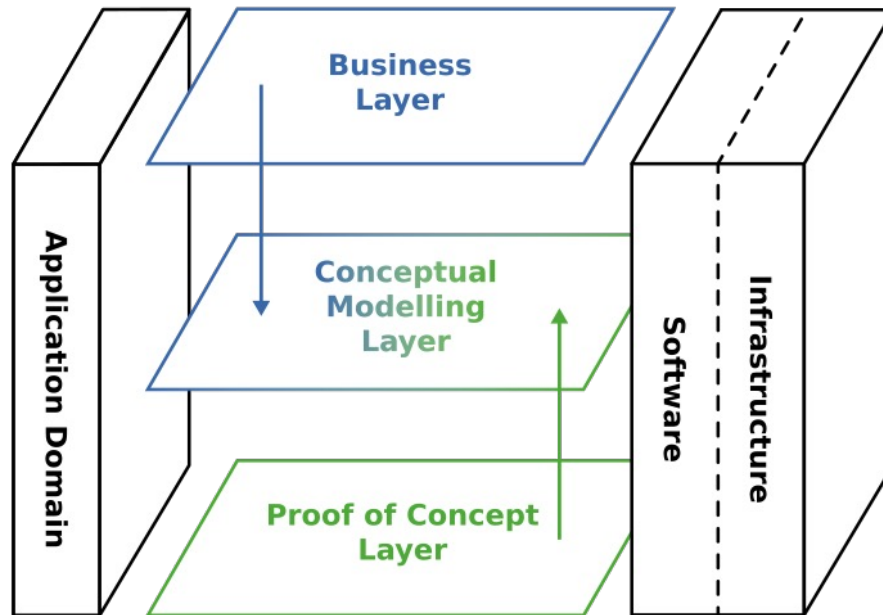 Business
Layer
Application Domain
Conceptual
Modelling
Layer
Software
Infrastructure
Proof of Concept
Layer